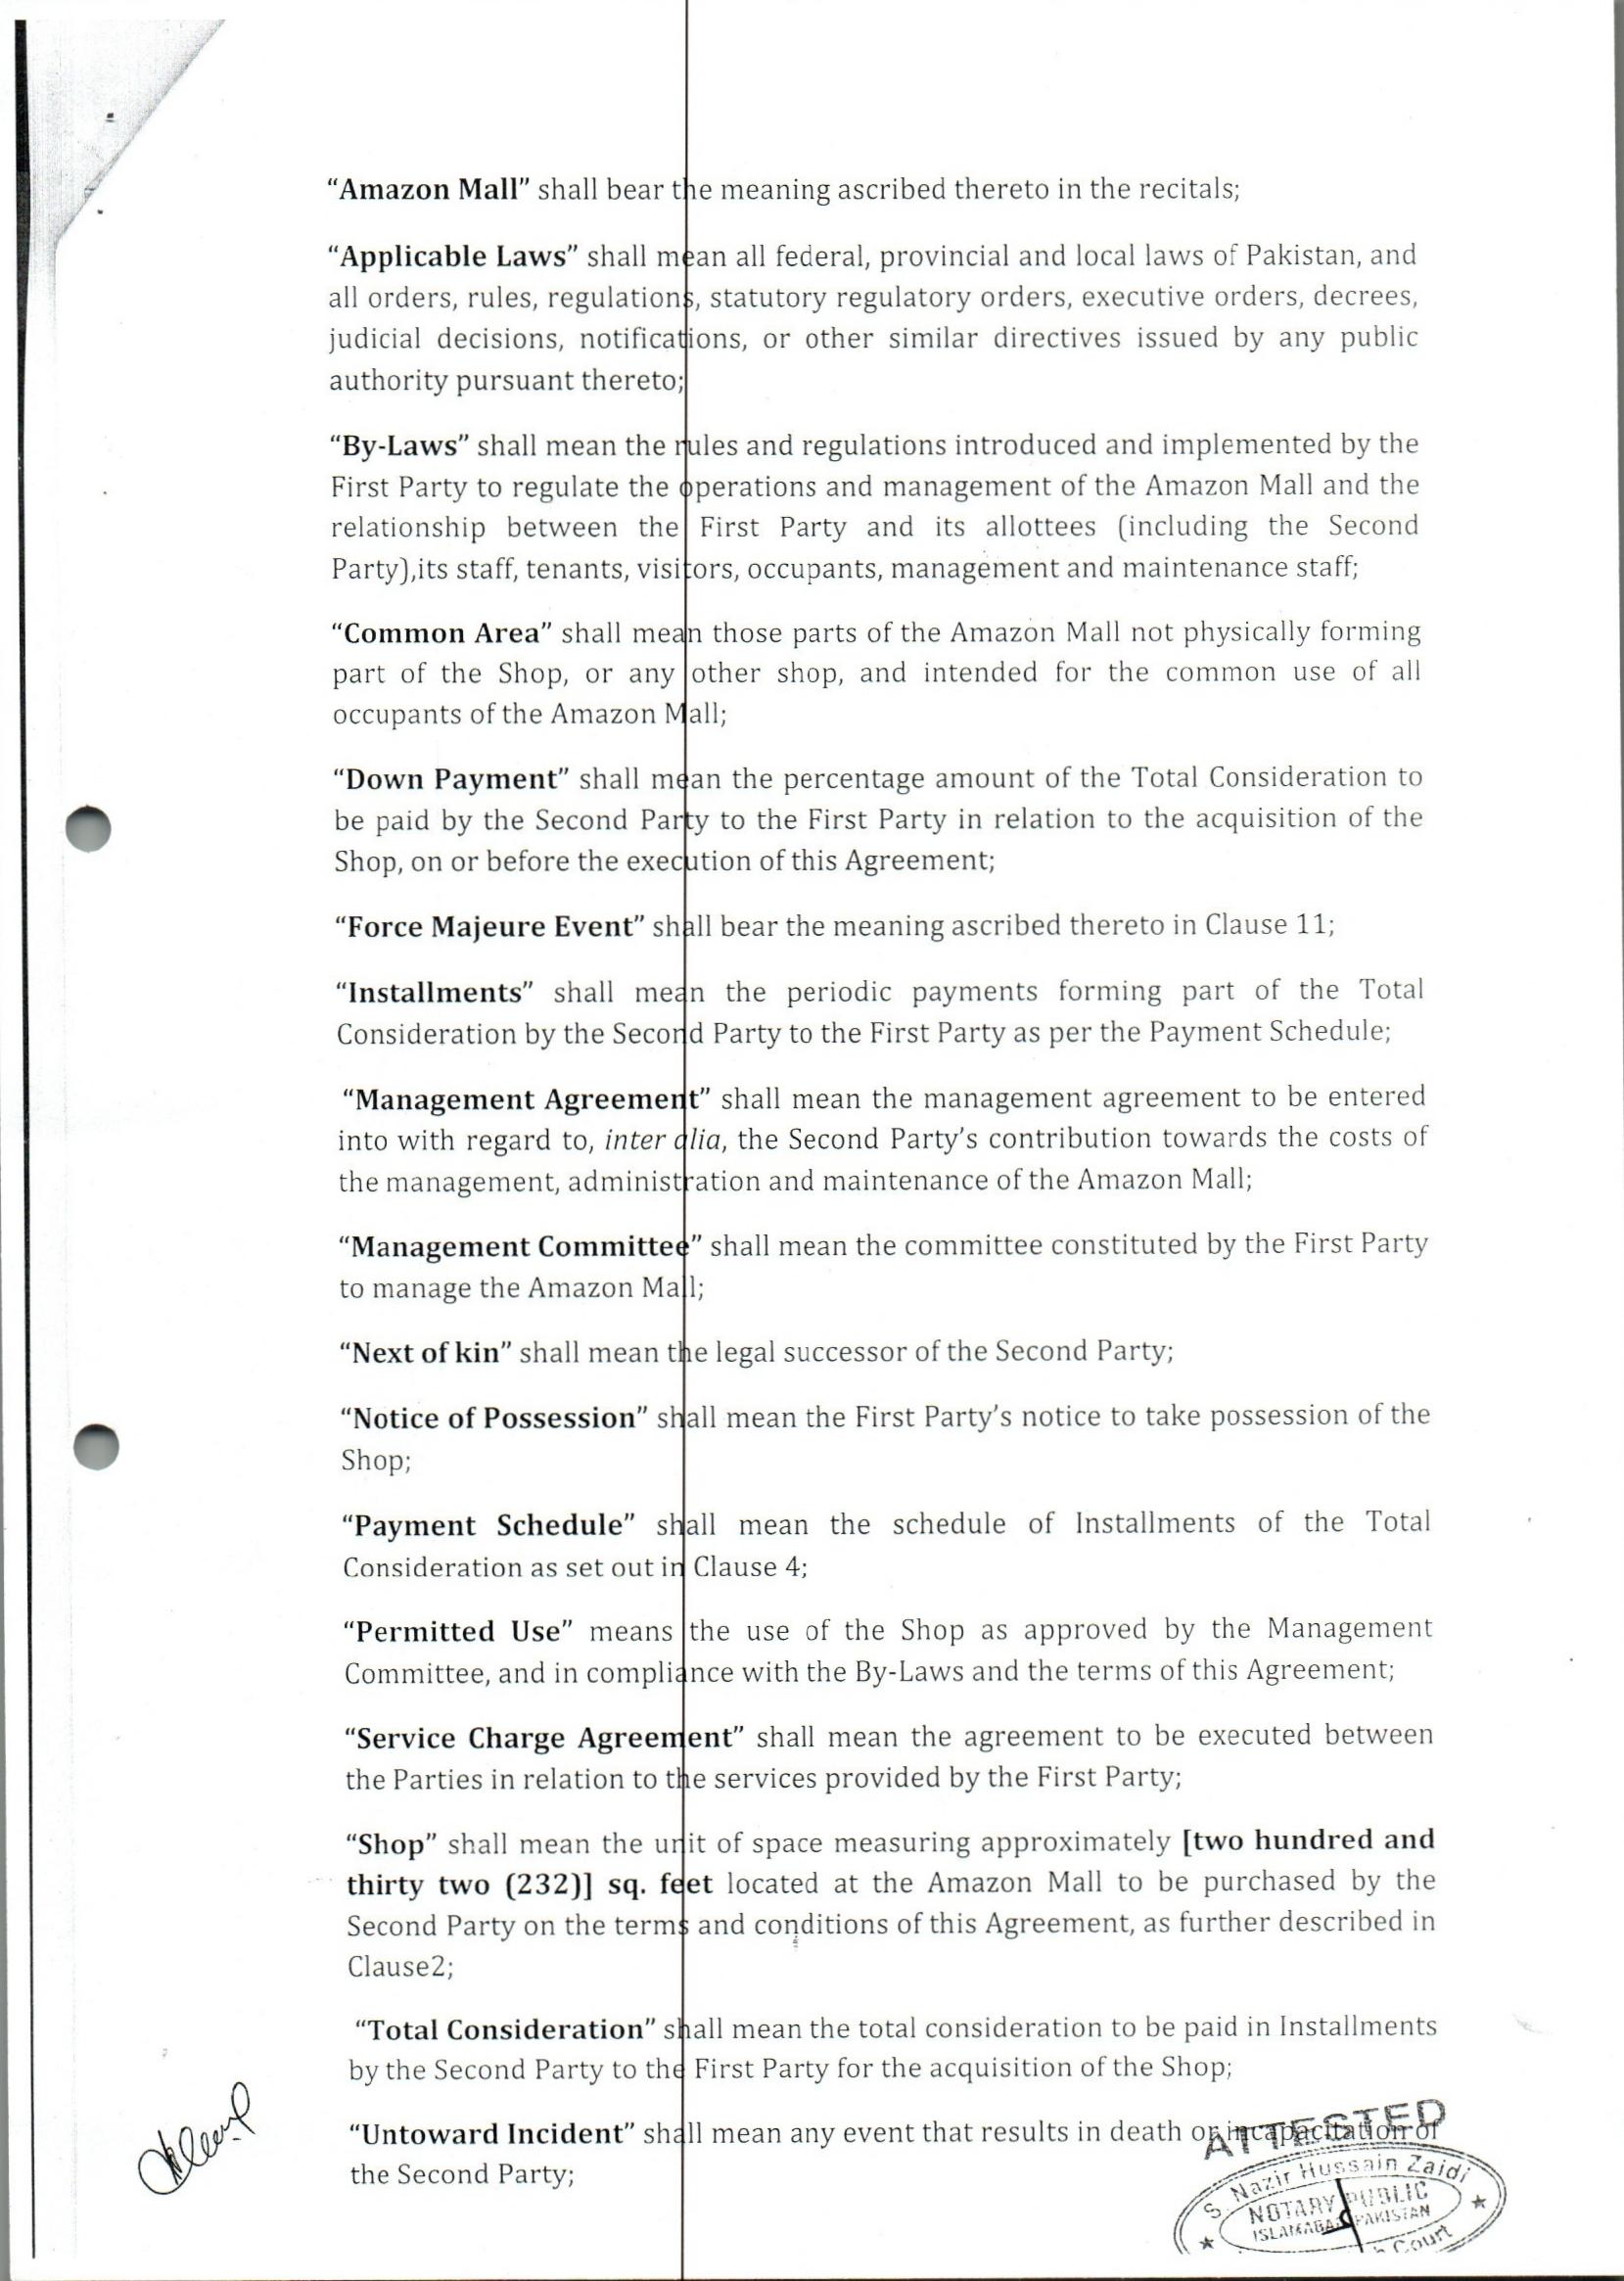 “Amazon Mall” shall bear the meaning ascribed thereto in the recitals;
“Applicable Laws” shall mean all federal, provincial and local laws of Pakistan, and
all orders, rules, regulations, statutory regulatory orders, executive orders, decrees,
judicial decisions, notifications, or other similar directives issued by any public
authority pursuant thereto;
“By-Laws” shall mean the rules and regulations introduced and implemented by the
First Party to regulate the operations and management of the Amazon Mall and the
relationship between the First Party and its allottees (including the Second
Party),its staff, tenants, visitors, occupants, management and maintenance staff;
“Common Area” shall mean those parts of the Amazon Mall not physically forming
part of the Shop, or any other shop, and intended for the common use of all
occupants of the Amazon Mall;
“Down Payment” shall mean the percentage amount of the Total Consideration to
be paid by the Second Party to the First Party in relation to the acquisition of the
Shop, on or before the execution of this Agreement;
“Force Majeure Event” shall bear the meaning ascribed thereto in Clause 11;
“Installments” shall mean the periodic payments forming part of the Total
Consideration by the Second Party to the First Party as per the Payment Schedule;
“Management Agreement” shall mean the management agreement to be entered
into with regard to, inter alia, the Second Party’s contribution towards the costs of
the management, administration and maintenance of the Amazon Mall;
“Management Committee” shall mean the committee constituted by the First Party
to manage the Amazon Mall;
“Next of kin” shall mean the legal successor of the Second Party;
“Notice of Possession” shall mean the First Party’s notice to take possession of the
Shop;
“Payment Schedule” shall mean the schedule of Installments of the Total
Consideration as set out in Clause 4;
“Permitted Use” means the use of the Shop as approved by the Management
Committee, and in compliance with the By-Laws and the terms of this Agreement;
“Service Charge Agreement” shall mean the agreement to be executed between
the Parties in relation to the services provided by the First Party;
“Shop” shall mean the unit of space measuring approximately [two hundred and
thirty two (232)] sq. feet located at the Amazon Mall to be purchased by the
Second Party on the terms and conditions of this Agreement, as further described in
Clause2;
“Total Consideration” shall mean the total consideration to be paid in Installments
by the Second Party to the First Party for the acquisition of the Shop;
“Untoward Incident” shall mean any event that results in death or incapacitation of
the Second Party;
ATTESTED
S. Nazir Hussain Zaidi
NOTARY PUBLIC
ISLAMABAD PAKISTAN
Court